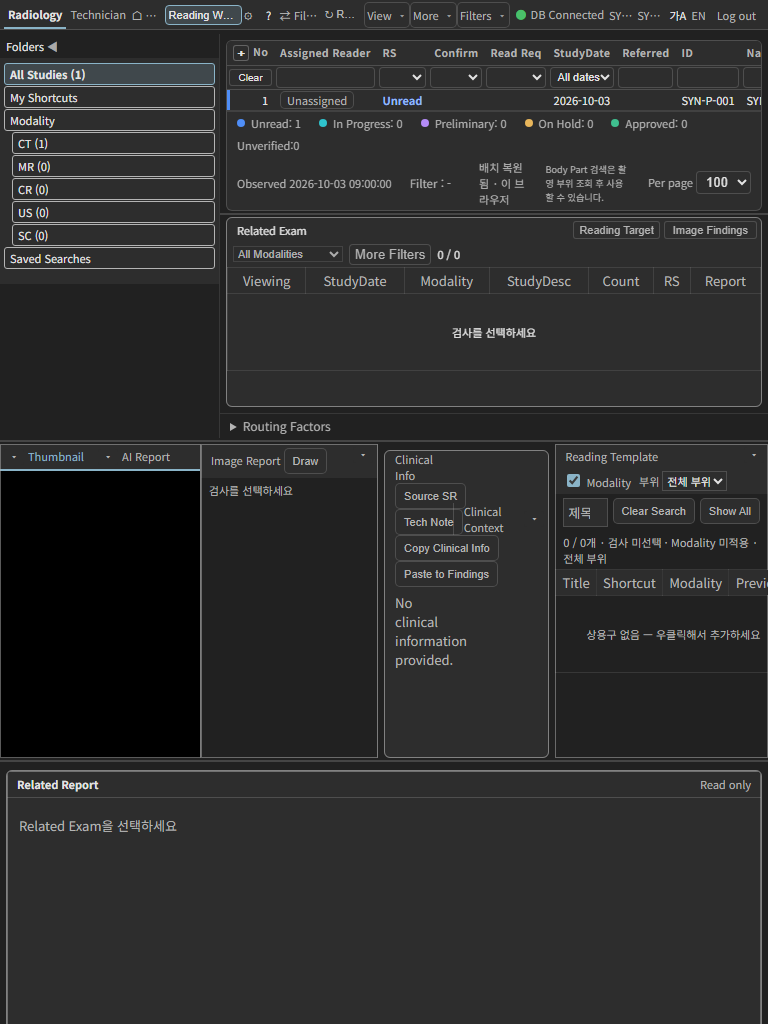 Radiology Technician ⌂ ··· Reading W... ⚙ ? ⇄ Fil··· ↻ R... View More Filters DB Connected SY··· SY··· 가A EN Log out
Folders ◀
All Studies (1)
My Shortcuts
Modality
CT (1)
MR (0)
CR (0)
US (0)
SC (0)
Saved Searches
+ No Assigned Reader RS Confirm Read Req StudyDate Referred ID Na
Clear All dates
1 Unassigned Unread 2026-10-03 SYN-P-001 SYI
Unread: 1 In Progress: 0 Preliminary: 0 On Hold: 0 Approved: 0
Unverified:0
Observed 2026-10-03 09:00:00 Filter : -
배치 복원
됨 · 이 브
라우저
Body Part 검색은 촬
영 부위 조회 후 사용
할 수 있습니다.
Per page 100
Related Exam Reading Target Image Findings
All Modalities More Filters 0 / 0
Viewing StudyDate Modality StudyDesc Count RS Report
검사를 선택하세요
▶ Routing Factors
Thumbnail AI Report
Image Report Draw
검사를 선택하세요
Clinical
Info
Source SR
Tech Note
Clinical
Context
Copy Clinical Info
Paste to Findings
No
clinical
information
provided.
Reading Template
Modality 부위 전체 부위
제목 Clear Search Show All
0 / 0개 · 검사 미선택 · Modality 미적용 ·
전체 부위
Title Shortcut Modality Previ
상용구 없음 — 우클릭해서 추가하세요
Related Report Read only
Related Exam을 선택하세요